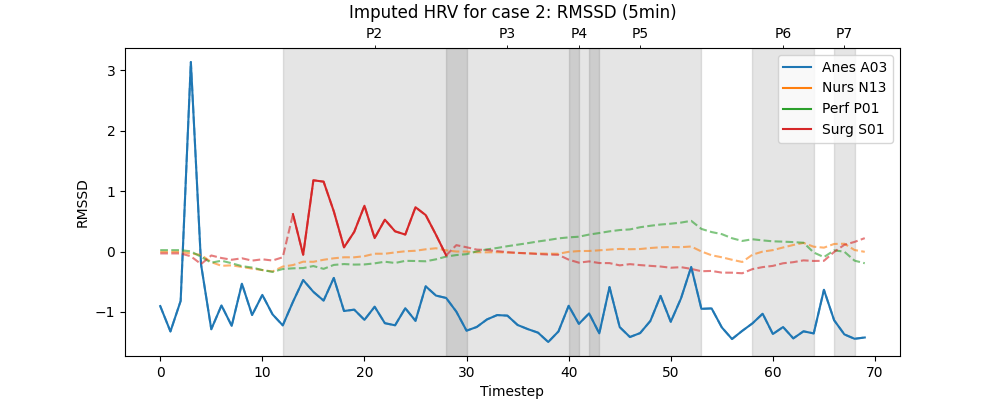 Imputed HRV for case 2: RMSSD (5min)
P2 P3 P4 P5 P6 P7
Anes A03
Nurs N13
Perf P01
Surg S01
3
2
1
0
−1
RMSSD
0 10 20 30 40 50 60 70
Timestep